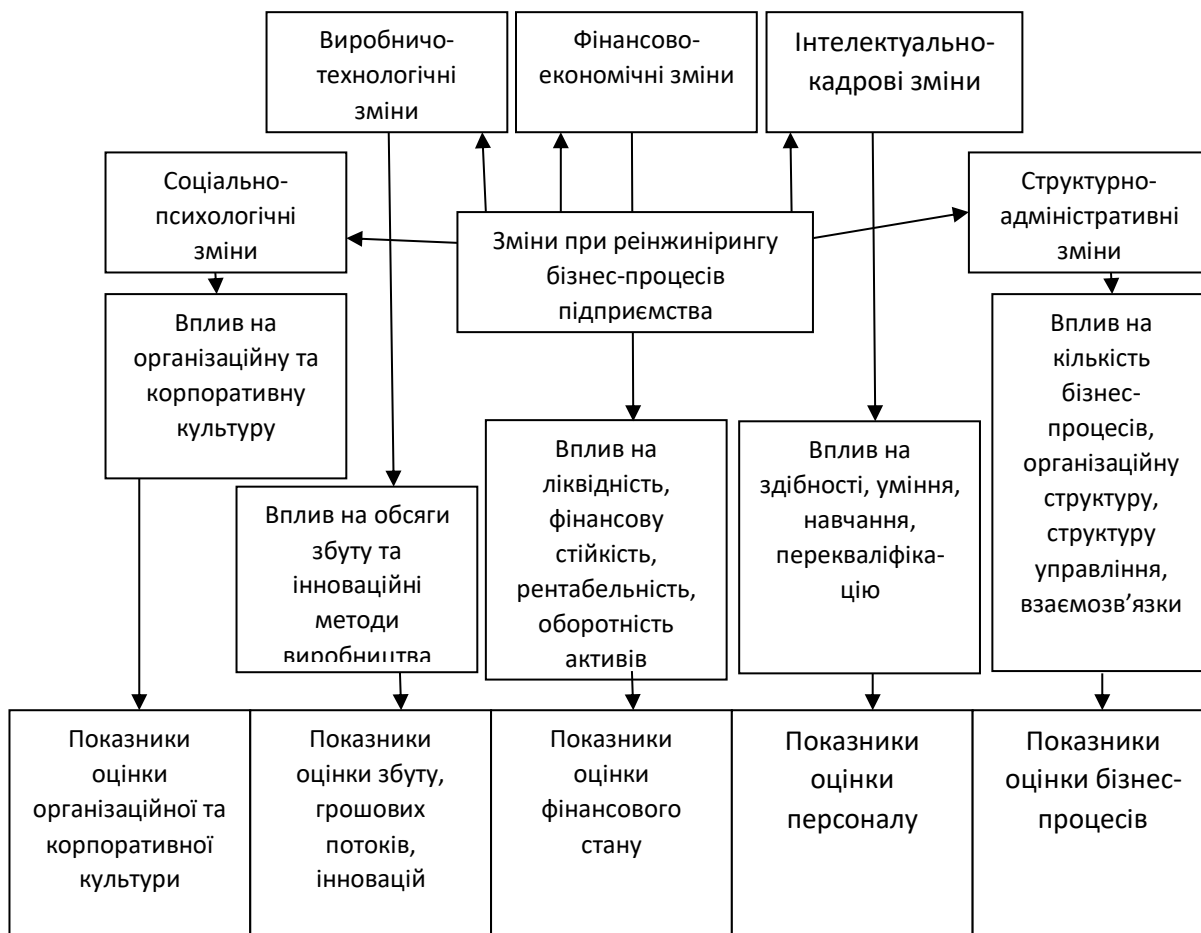 Виробничо-
технологічні
зміни
Фінансово-
економічні зміни
Інтелектуально-
кадрові зміни
Соціально-
психологічні
зміни
Зміни при реінжинірингу
бізнес-процесів
підприємства
Структурно-
адміністративні
зміни
Вплив на
організаційну та
корпоративну
культуру
Вплив на обсяги
збуту та
інноваційні
методи
виробництва
Вплив на
ліквідність,
фінансову
стійкість,
рентабельність,
оборотність
активів
Вплив на
здібності, уміння,
навчання,
перекваліфіка-
цію
Вплив на
кількість
бізнес-
процесів,
організаційну
структуру,
структуру
управління,
взаємозв’язки
Показники
оцінки
організаційної та
корпоративної
культури
Показники
оцінки збуту,
грошових
потоків,
інновацій
Показники
оцінки
фінансового
стану
Показники
оцінки
персоналу
Показники
оцінки бізнес-
процесів